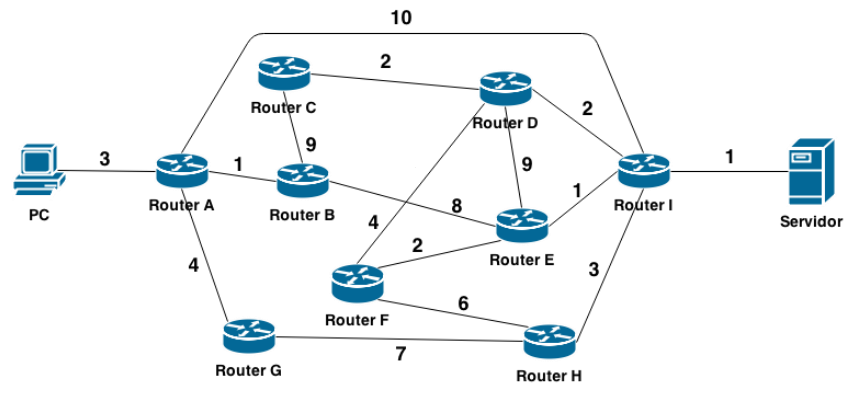 10
2
Router C
Router D
2
3
9
1
9
1
1
PC
Router A
Router B
8
Router I
Servidor
4
2
Router E
4
3
6
Router F
7
Router G
Router H